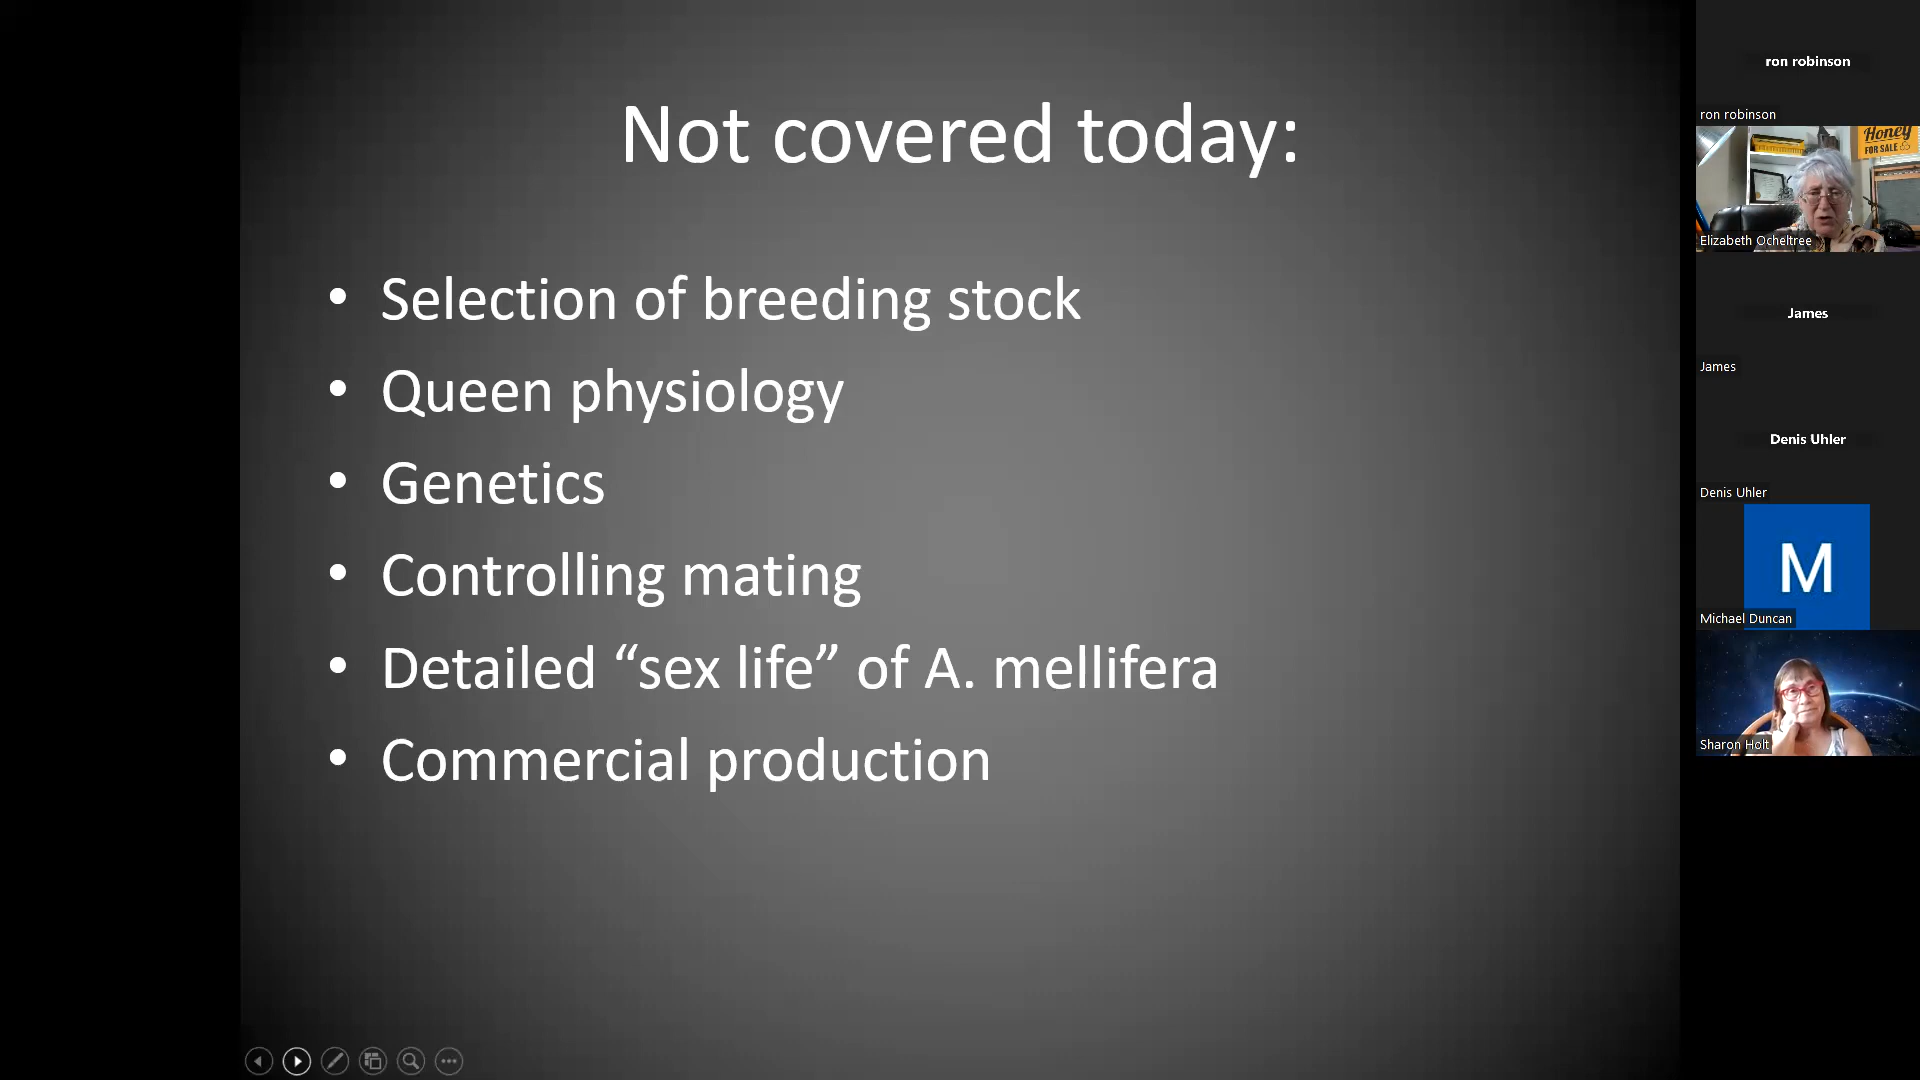 Not covered today:
• Selection of breeding stock
• Queen physiology
• Genetics
• Controlling mating
• Detailed “sex life” of A. mellifera
• Commercial production
ron robinson
ron robinson
Honey
FOR SALE
Elizabeth Ocheltree
James
James
Denis Uhler
Denis Uhler
M
Michael Duncan
Sharon Holt